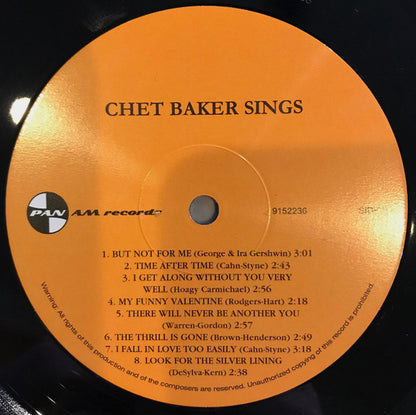 CHET BAKER SINGS
PAN AM records
9152236
1. BUT NOT FOR ME (George & Ira Gershwin) 3:01
2. TIME AFTER TIME (Cahn-Styne) 2:43
3. I GET ALONG WITHOUT YOU VERY
WELL (Hoagy Carmichael) 2:56
4. MY FUNNY VALENTINE (Rodgers-Hart) 2:18
5. THERE WILL NEVER BE ANOTHER YOU
(Warren-Gordon) 2:57
6. THE THRILL IS GONE (Brown-Henderson) 2:49
7. I FALL IN LOVE TOO EASILY (Cahn-Styne) 3:18
8. LOOK FOR THE SILVER LINING
(DeSylva-Kern) 2:38
Warning: All rights of this production and of the composers are reserved. Unauthorized copying of this record is prohibited.